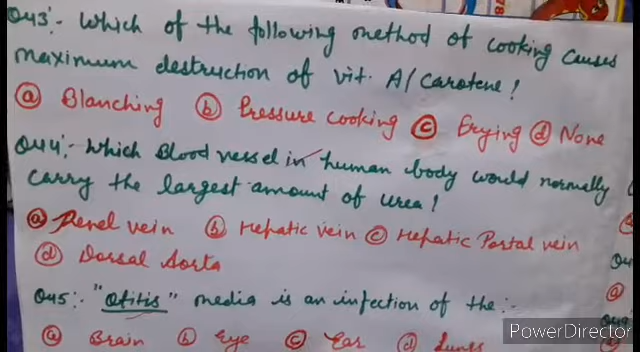 Q43:- Which of the following method of cooking causes
maximum destruction of vit. A/Carotene!
ⓐ Blanching ⓑ Pressure cooking ⓒ Frying ⓓ None
Q44:- Which Blood vessel in human body would normally
carry the largest amount of urea!
ⓐ Renel vein ⓑ Hepatic vein ⓒ Hepatic Portal vein
ⓓ Dorsal Aorta
Q45:- "Otitis" media is an infection of the:-
ⓐ Brain ⓑ Eye ⓒ Ear ⓓ Lungs
PowerDirector